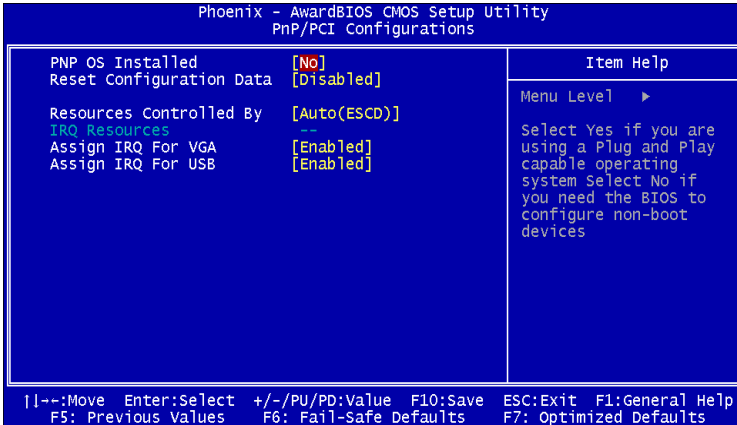 Phoenix - AwardBIOS CMOS Setup Utility
PnP/PCI Configurations
PNP OS Installed [No]
Reset Configuration Data [Disabled]
Resources Controlled By [Auto(ESCD)]
IRQ Resources --
Assign IRQ For VGA [Enabled]
Assign IRQ For USB [Enabled]
Item Help
Menu Level ▶
Select Yes if you are
using a Plug and Play
capable operating
system Select No if
you need the BIOS to
configure non-boot
devices
↑↓→←:Move Enter:Select +/-/PU/PD:Value F10:Save ESC:Exit F1:General Help
F5: Previous Values F6: Fail-Safe Defaults F7: Optimized Defaults